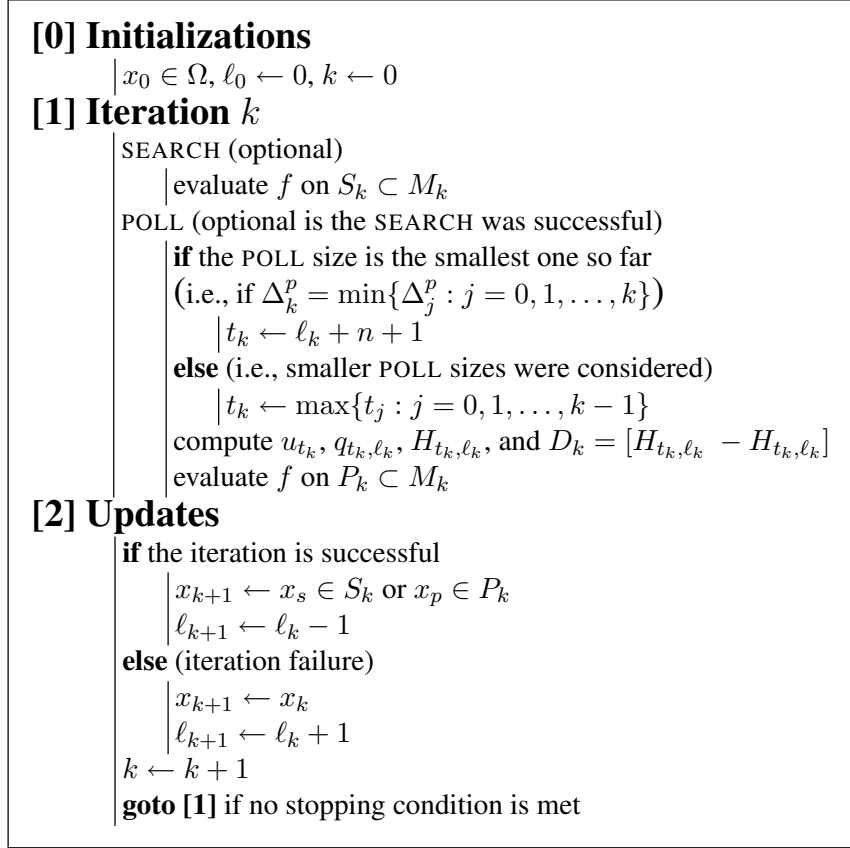 [0] Initializations
x_0 ∈ Ω, ℓ_0 ← 0, k ← 0
[1] Iteration k
SEARCH (optional)
evaluate f on S_k ⊂ M_k
POLL (optional is the SEARCH was successful)
if the POLL size is the smallest one so far
(i.e., if Δ_k^p = min{Δ_j^p : j = 0, 1, . . . , k})
t_k ← ℓ_k + n + 1
else (i.e., smaller POLL sizes were considered)
t_k ← max{t_j : j = 0, 1, . . . , k − 1}
compute u_{t_k}, q_{t_k,ℓ_k}, H_{t_k,ℓ_k}, and D_k = [H_{t_k,ℓ_k} − H_{t_k,ℓ_k}]
evaluate f on P_k ⊂ M_k
[2] Updates
if the iteration is successful
x_{k+1} ← x_s ∈ S_k or x_p ∈ P_k
ℓ_{k+1} ← ℓ_k − 1
else (iteration failure)
x_{k+1} ← x_k
ℓ_{k+1} ← ℓ_k + 1
k ← k + 1
goto [1] if no stopping condition is met